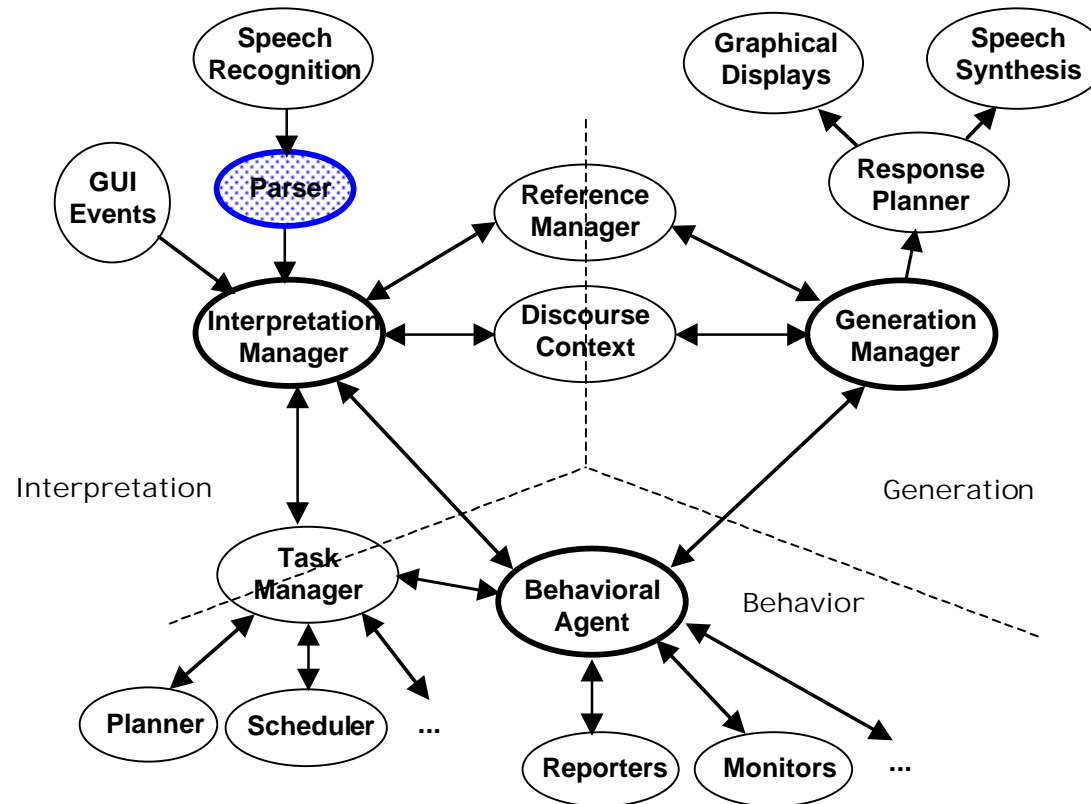 Speech
Recognition
Graphical
Displays
Speech
Synthesis
GUI
Events
Parser
Reference
Manager
Response
Planner
Interpretation
Manager
Discourse
Context
Generation
Manager
Interpretation
Generation
Task
Manager
Behavioral
Agent
Behavior
Planner
Scheduler
...
Reporters
Monitors
...